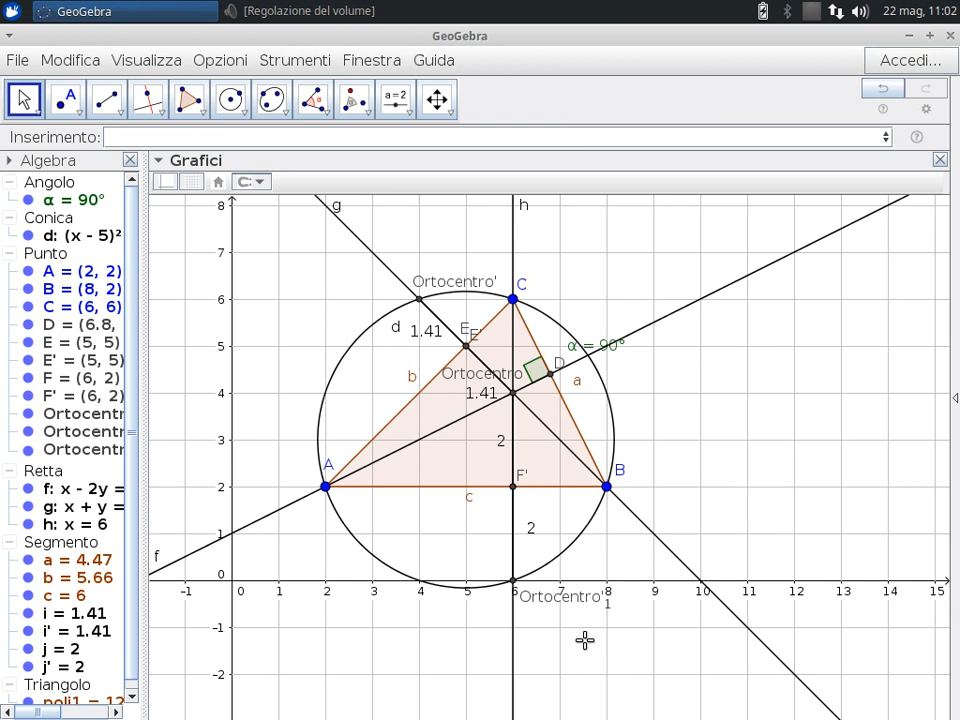 GeoGebra
[Regolazione del volume]
22 mag, 11:02
GeoGebra
File Modifica Visualizza Opzioni Strumenti Finestra Guida
Accedi...
A
α
a=2
Inserimento:
Algebra
Grafici
Angolo
α = 90°
Conica
d: (x - 5)²
Punto
A = (2, 2)
B = (8, 2)
C = (6, 6)
D = (6.8,
E = (5, 5)
E' = (5, 5)
F = (6, 2)
F' = (6, 2)
Ortocentr
Ortocentr
Ortocentr
Retta
f: x - 2y =
g: x + y =
h: x = 6
Segmento
a = 4.47
b = 5.66
c = 6
i = 1.41
i' = 1.41
j = 2
j' = 2
Triangolo
poli1 = 12
8 g h
7
Ortocentro' C
6
d 1.41 E E' α = 90°
5
b Ortocentro D a
4 1.41
3 2
A F' B
2 c
2
1
f
0
-1 0 1 2 3 4 5 6 7 8 9 10 11 12 13 14 15
Ortocentro'1
-1
-2